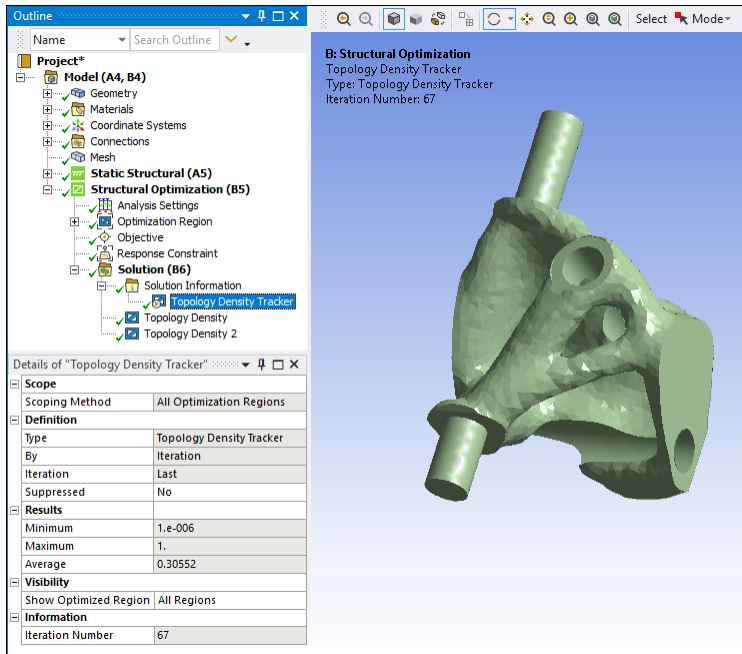 Outline
Name
Search Outline
Project*
Model (A4, B4)
Geometry
Materials
Coordinate Systems
Connections
Mesh
Static Structural (A5)
Structural Optimization (B5)
Analysis Settings
Optimization Region
Objective
Response Constraint
Solution (B6)
Solution Information
Topology Density Tracker
Topology Density
Topology Density 2
Details of "Topology Density Tracker"
Scope
Scoping Method All Optimization Regions
Definition
Type Topology Density Tracker
By Iteration
Iteration Last
Suppressed No
Results
Minimum 1.e-006
Maximum 1.
Average 0.30552
Visibility
Show Optimized Region All Regions
Information
Iteration Number 67
Select Mode
B: Structural Optimization
Topology Density Tracker
Type: Topology Density Tracker
Iteration Number: 67